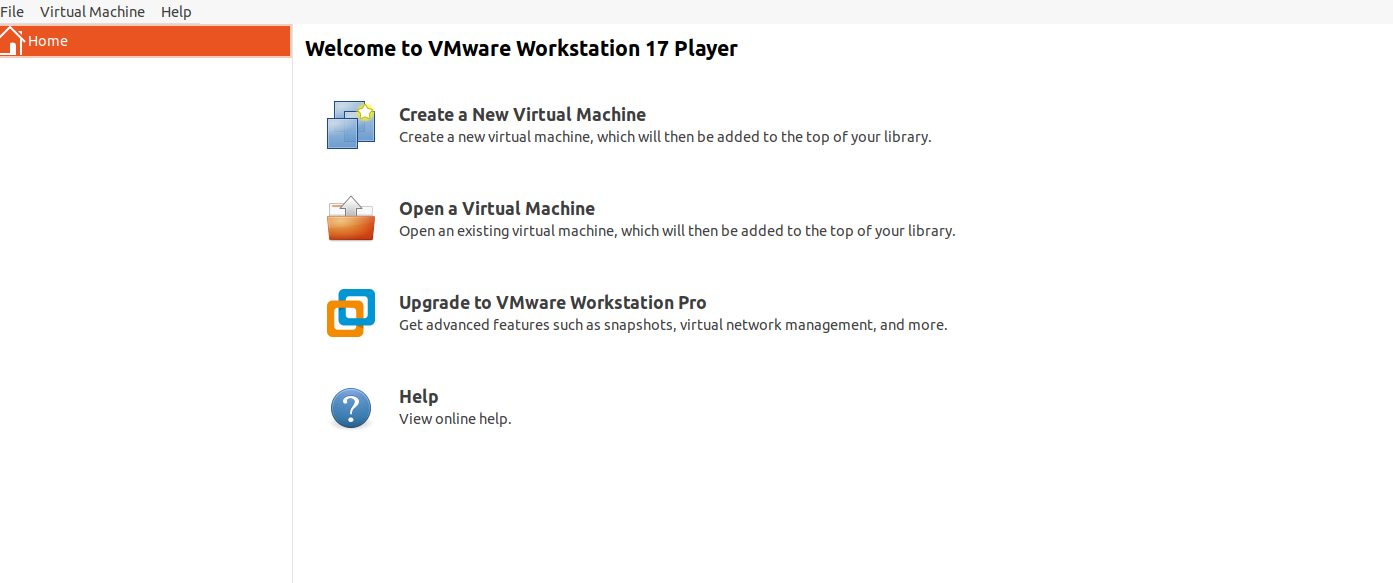 File Virtual Machine Help
Home
Welcome to VMware Workstation 17 Player
Create a New Virtual Machine
Create a new virtual machine, which will then be added to the top of your library.
Open a Virtual Machine
Open an existing virtual machine, which will then be added to the top of your library.
Upgrade to VMware Workstation Pro
Get advanced features such as snapshots, virtual network management, and more.
Help
View online help.